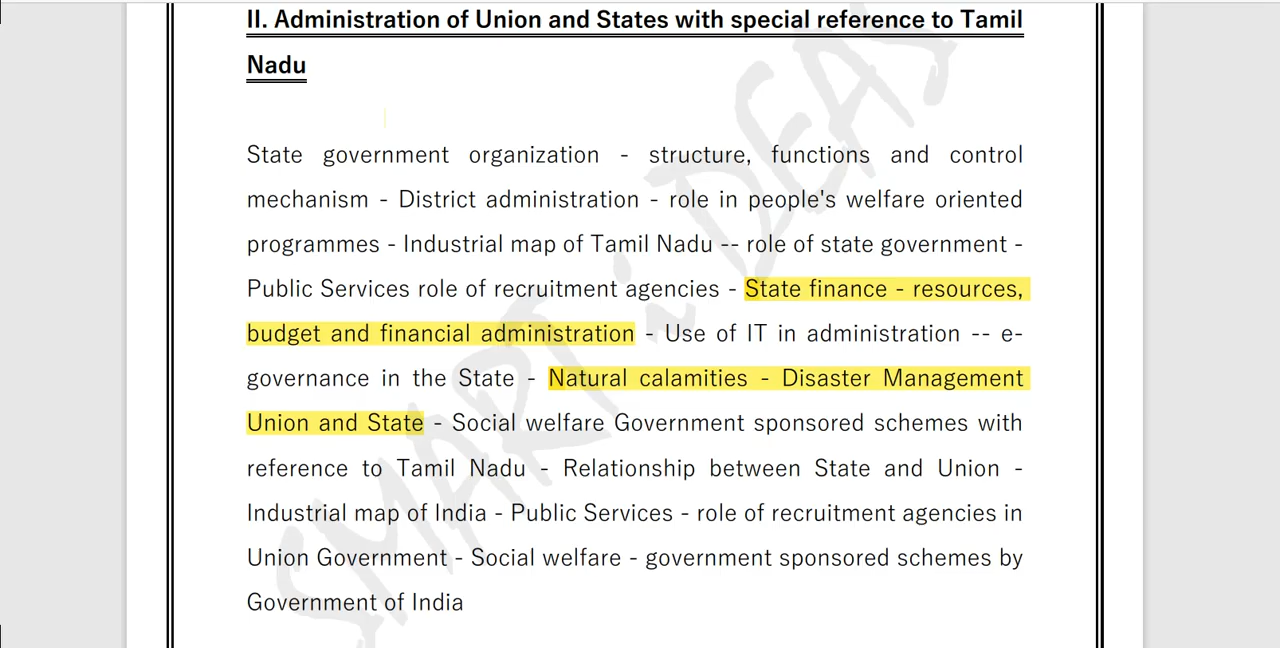 II. Administration of Union and States with special reference to Tamil
Nadu
State government organization - structure, functions and control
mechanism - District administration - role in people's welfare oriented
programmes - Industrial map of Tamil Nadu -- role of state government -
Public Services role of recruitment agencies - State finance - resources,
budget and financial administration - Use of IT in administration -- e-
governance in the State - Natural calamities - Disaster Management
Union and State - Social welfare Government sponsored schemes with
reference to Tamil Nadu - Relationship between State and Union -
Industrial map of India - Public Services - role of recruitment agencies in
Union Government - Social welfare - government sponsored schemes by
Government of India
SMART iDEAS